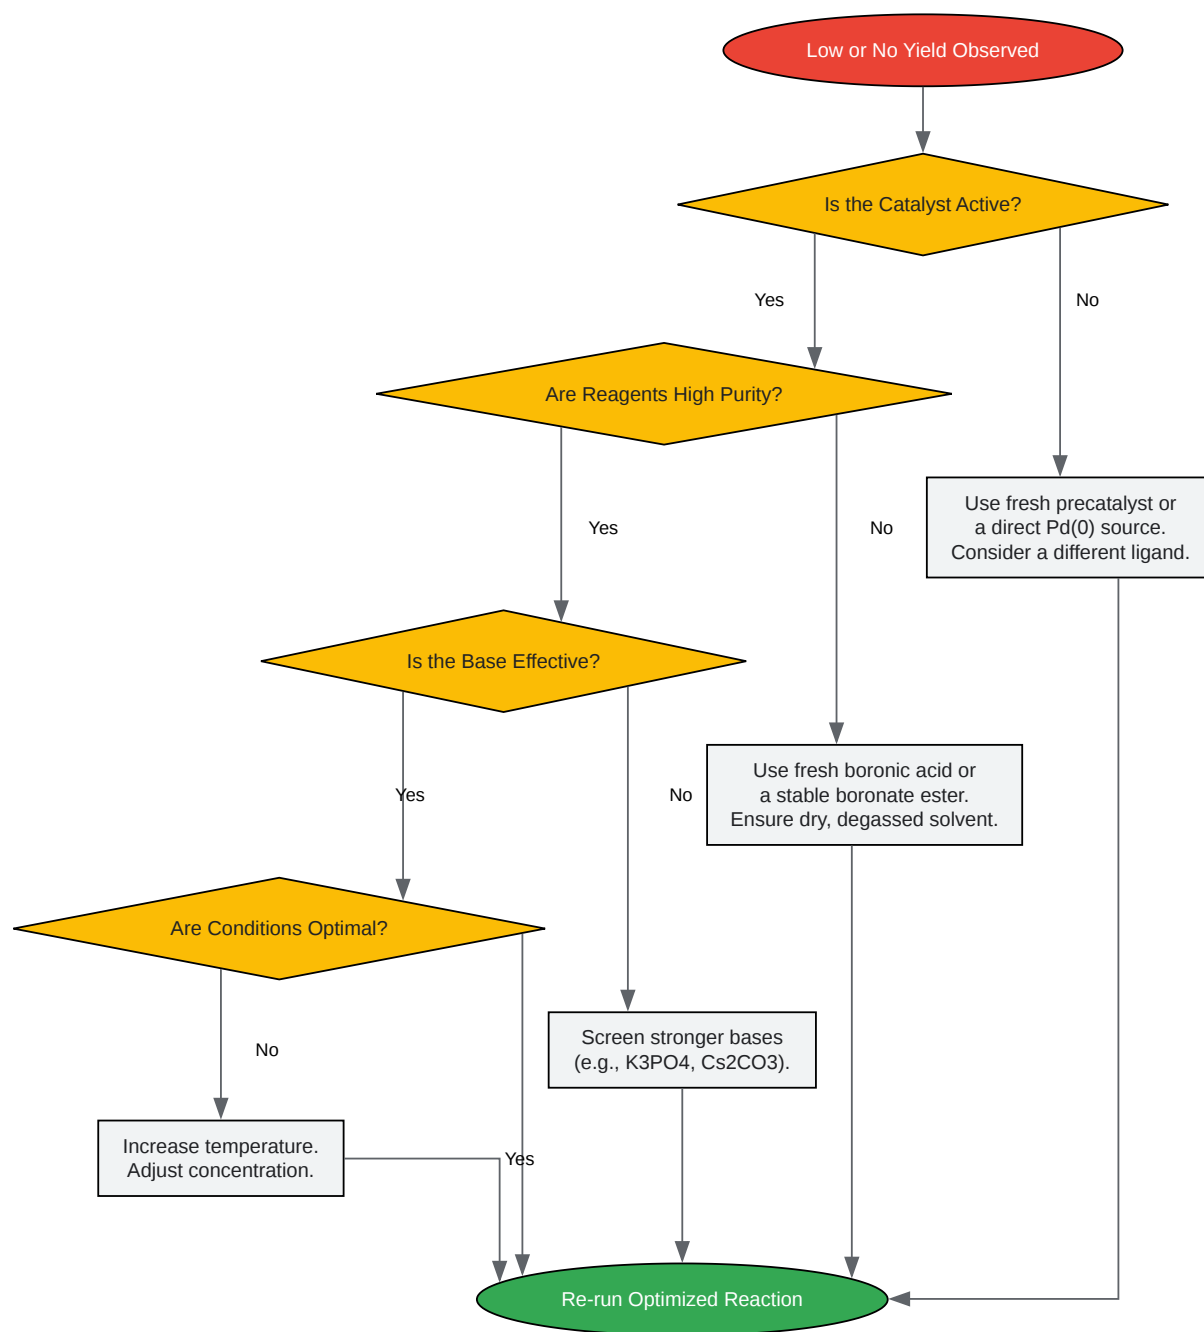 Low or No Yield Observed
Is the Catalyst Active?
Yes
No
Are Reagents High Purity?
Use fresh precatalyst or
a direct Pd(0) source.
Consider a different ligand.
Yes
No
Is the Base Effective?
Use fresh boronic acid or
a stable boronate ester.
Ensure dry, degassed solvent.
Yes
No
Are Conditions Optimal?
Screen stronger bases
(e.g., K3PO4, Cs2CO3).
No
Increase temperature.
Adjust concentration.
Yes
Re-run Optimized Reaction